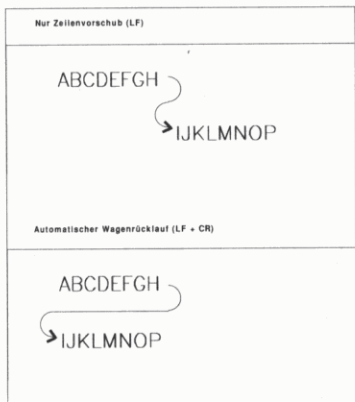 Nur Zeilenvorschub (LF)
ABCDEFGH
IJKLMNOP
Automatischer Wagenrücklauf (LF + CR)
ABCDEFGH
IJKLMNOP